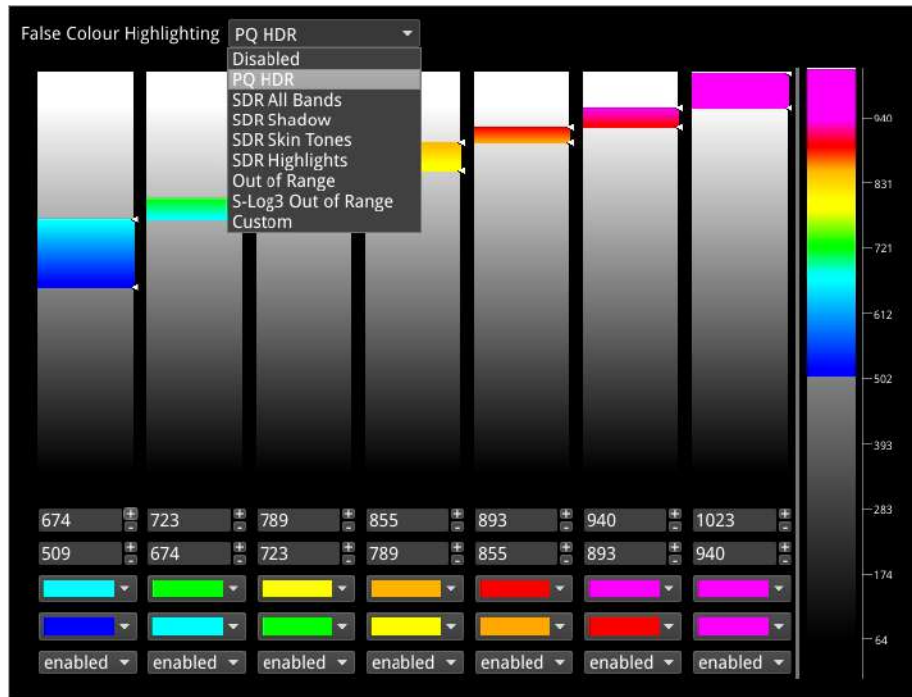 False Colour Highlighting PQ HDR
Disabled
PQ HDR
SDR All Bands
SDR Shadow
SDR Skin Tones
SDR Highlights
Out of Range
S-Log3 Out of Range
Custom
940
831
721
612
502
393
283
174
64
674 + - 723 + - 789 + - 855 + - 893 + - 940 + - 1023 + -
509 + - 674 + - 723 + - 789 + - 855 + - 893 + - 940 + -
enabled enabled enabled enabled enabled enabled enabled